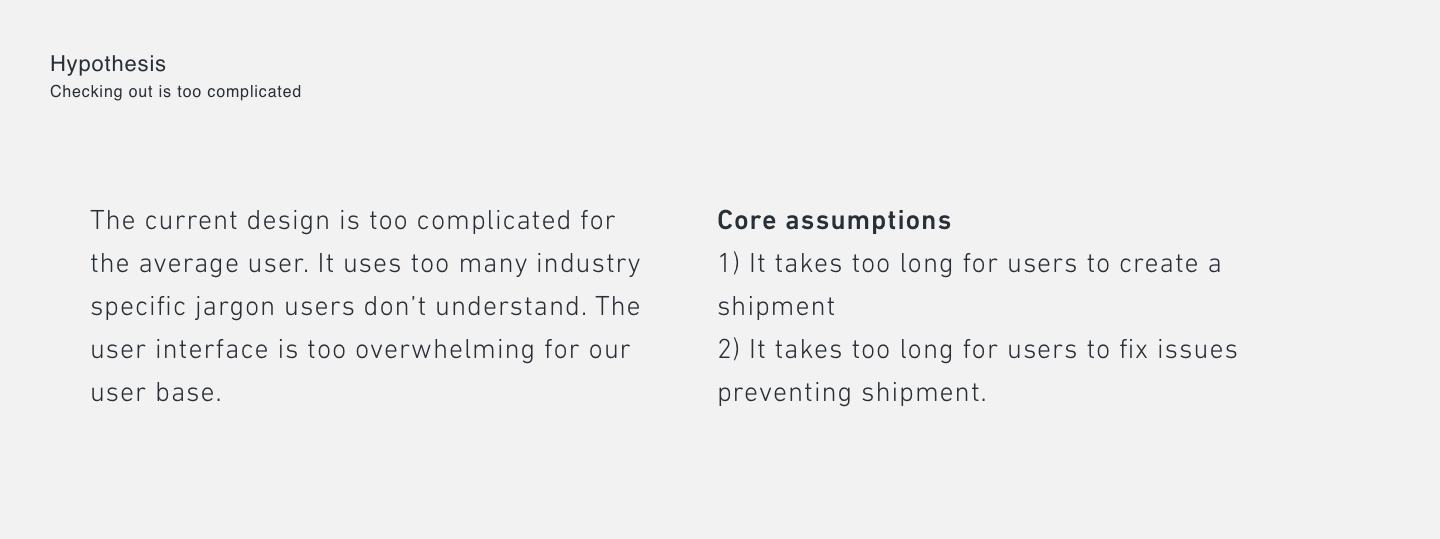 Hypothesis
Checking out is too complicated
The current design is too complicated for
the average user. It uses too many industry
specific jargon users don’t understand. The
user interface is too overwhelming for our
user base.
Core assumptions
1) It takes too long for users to create a
shipment
2) It takes too long for users to fix issues
preventing shipment.